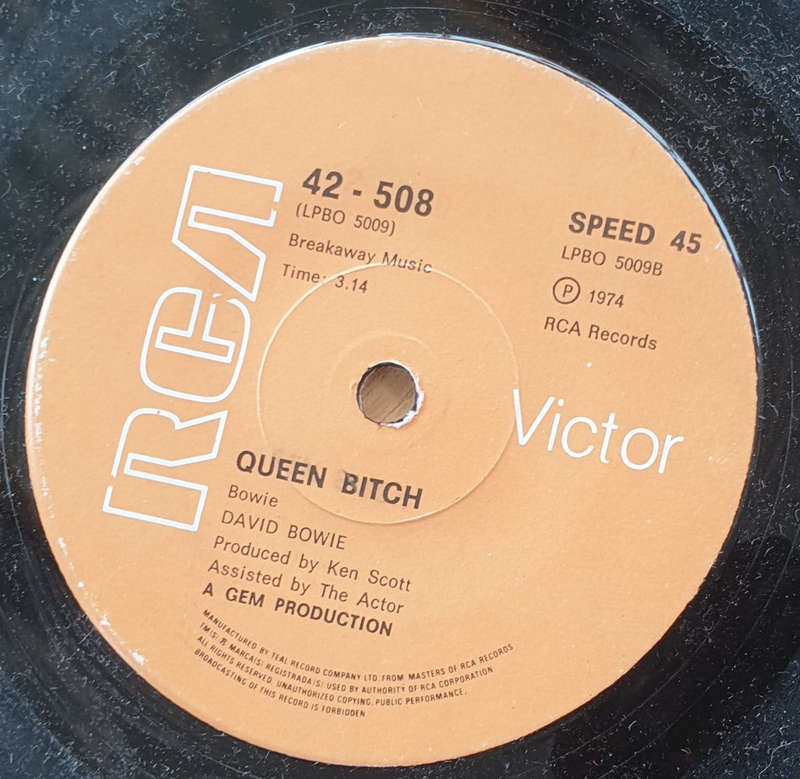 RCA
42 - 508
(LPBO 5009)
Breakaway Music
Time: 3.14
SPEED 45
LPBO 5009B
Ⓟ 1974
RCA Records
Victor
QUEEN BITCH
Bowie
DAVID BOWIE
Produced by Ken Scott
Assisted by The Actor
A GEM PRODUCTION
MANUFACTURED BY TEAL RECORD COMPANY LTD. FROM MASTERS OF RCA RECORDS
TM(S) ® MARCA(S) REGISTRADA(S) USED BY AUTHORITY OF RCA CORPORATION
ALL RIGHTS RESERVED. UNAUTHORIZED COPYING, PUBLIC PERFORMANCE,
BROADCASTING OF THIS RECORD IS FORBIDDEN